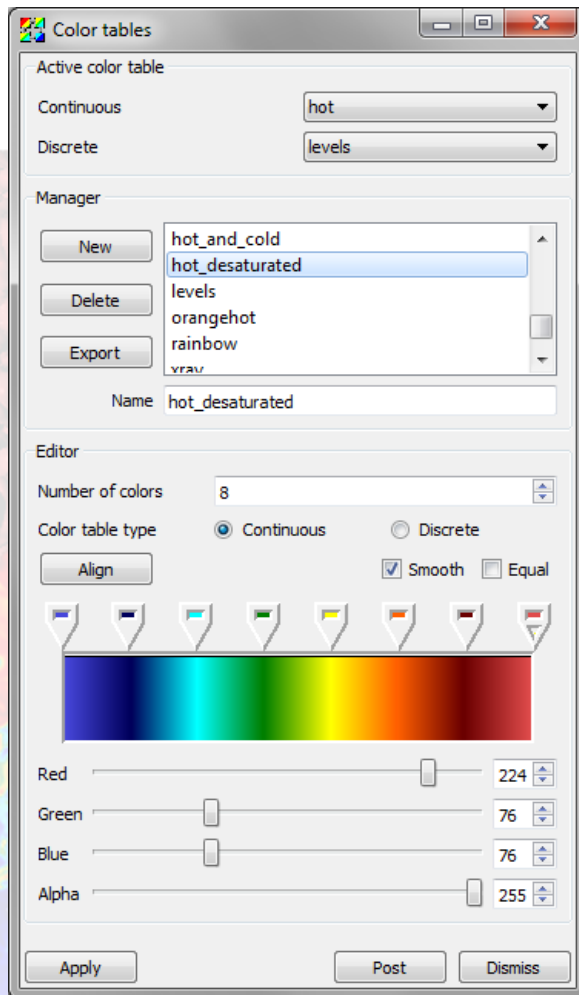 Color tables
Active color table
Continuous hot
Discrete levels
Manager
New
Delete
Export
hot_and_cold
hot_desaturated
levels
orangehot
rainbow
xray
Name hot_desaturated
Editor
Number of colors 8
Color table type Continuous Discrete
Align Smooth Equal
Red 224
Green 76
Blue 76
Alpha 255
Apply Post Dismiss